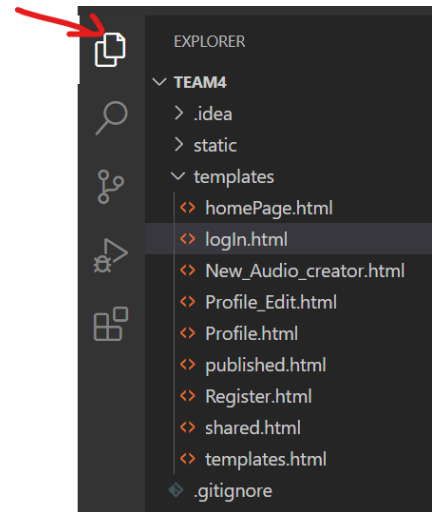 EXPLORER
TEAM4
.idea
static
templates
homePage.html
logIn.html
New_Audio_creator.html
Profile_Edit.html
Profile.html
published.html
Register.html
shared.html
templates.html
.gitignore